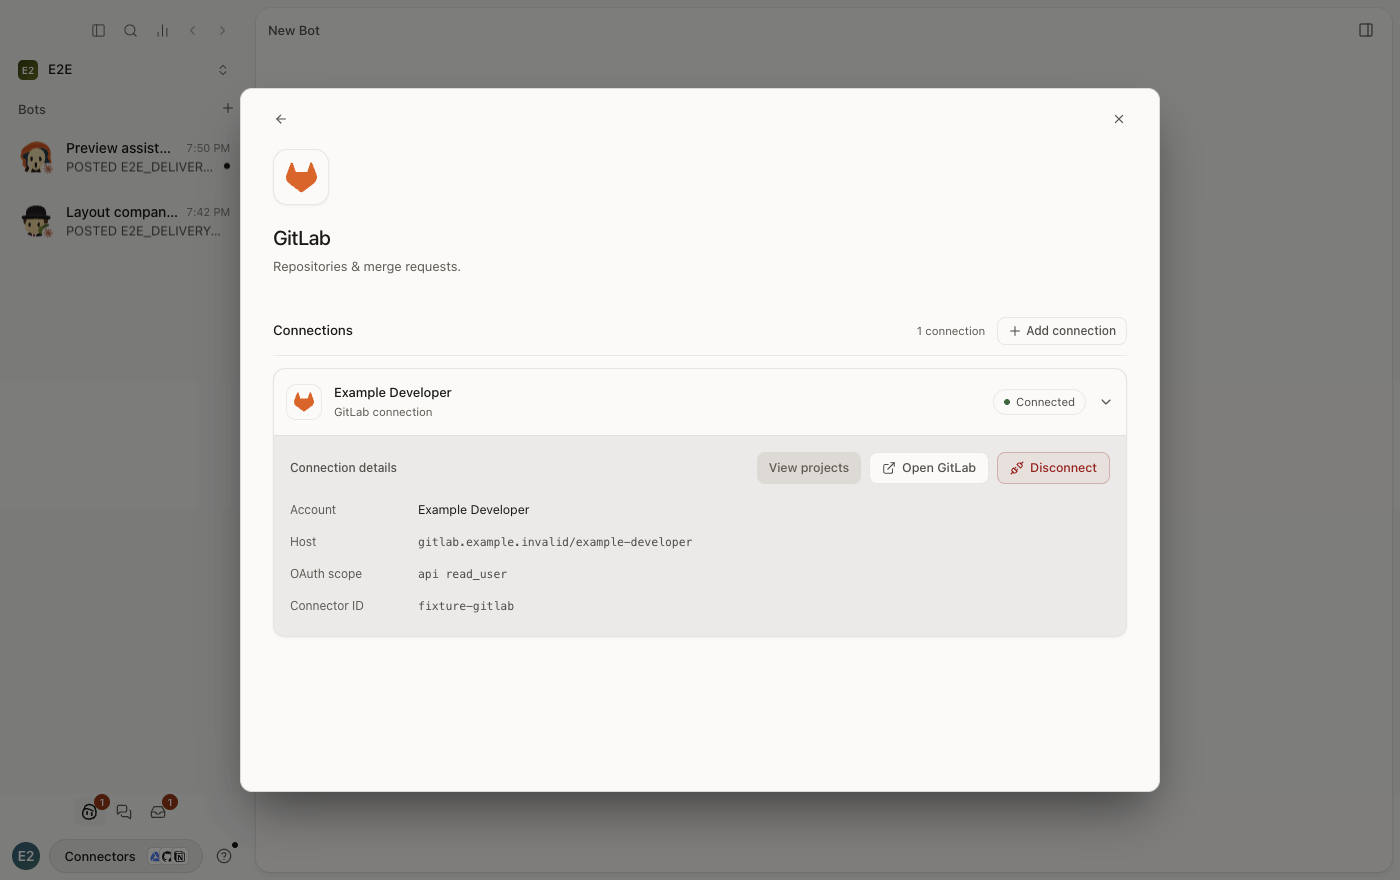 New Bot
E2 E2E
Bots
Preview assist... 7:50 PM
POSTED E2E_DELIVER...
Layout compan... 7:42 PM
POSTED E2E_DELIVERY...
GitLab
Repositories & merge requests.
Connections 1 connection Add connection
Example Developer
GitLab connection
Connected
Connection details View projects Open GitLab Disconnect
Account Example Developer
Host gitlab.example.invalid/example-developer
OAuth scope api read_user
Connector ID fixture-gitlab
1 1
E2 Connectors